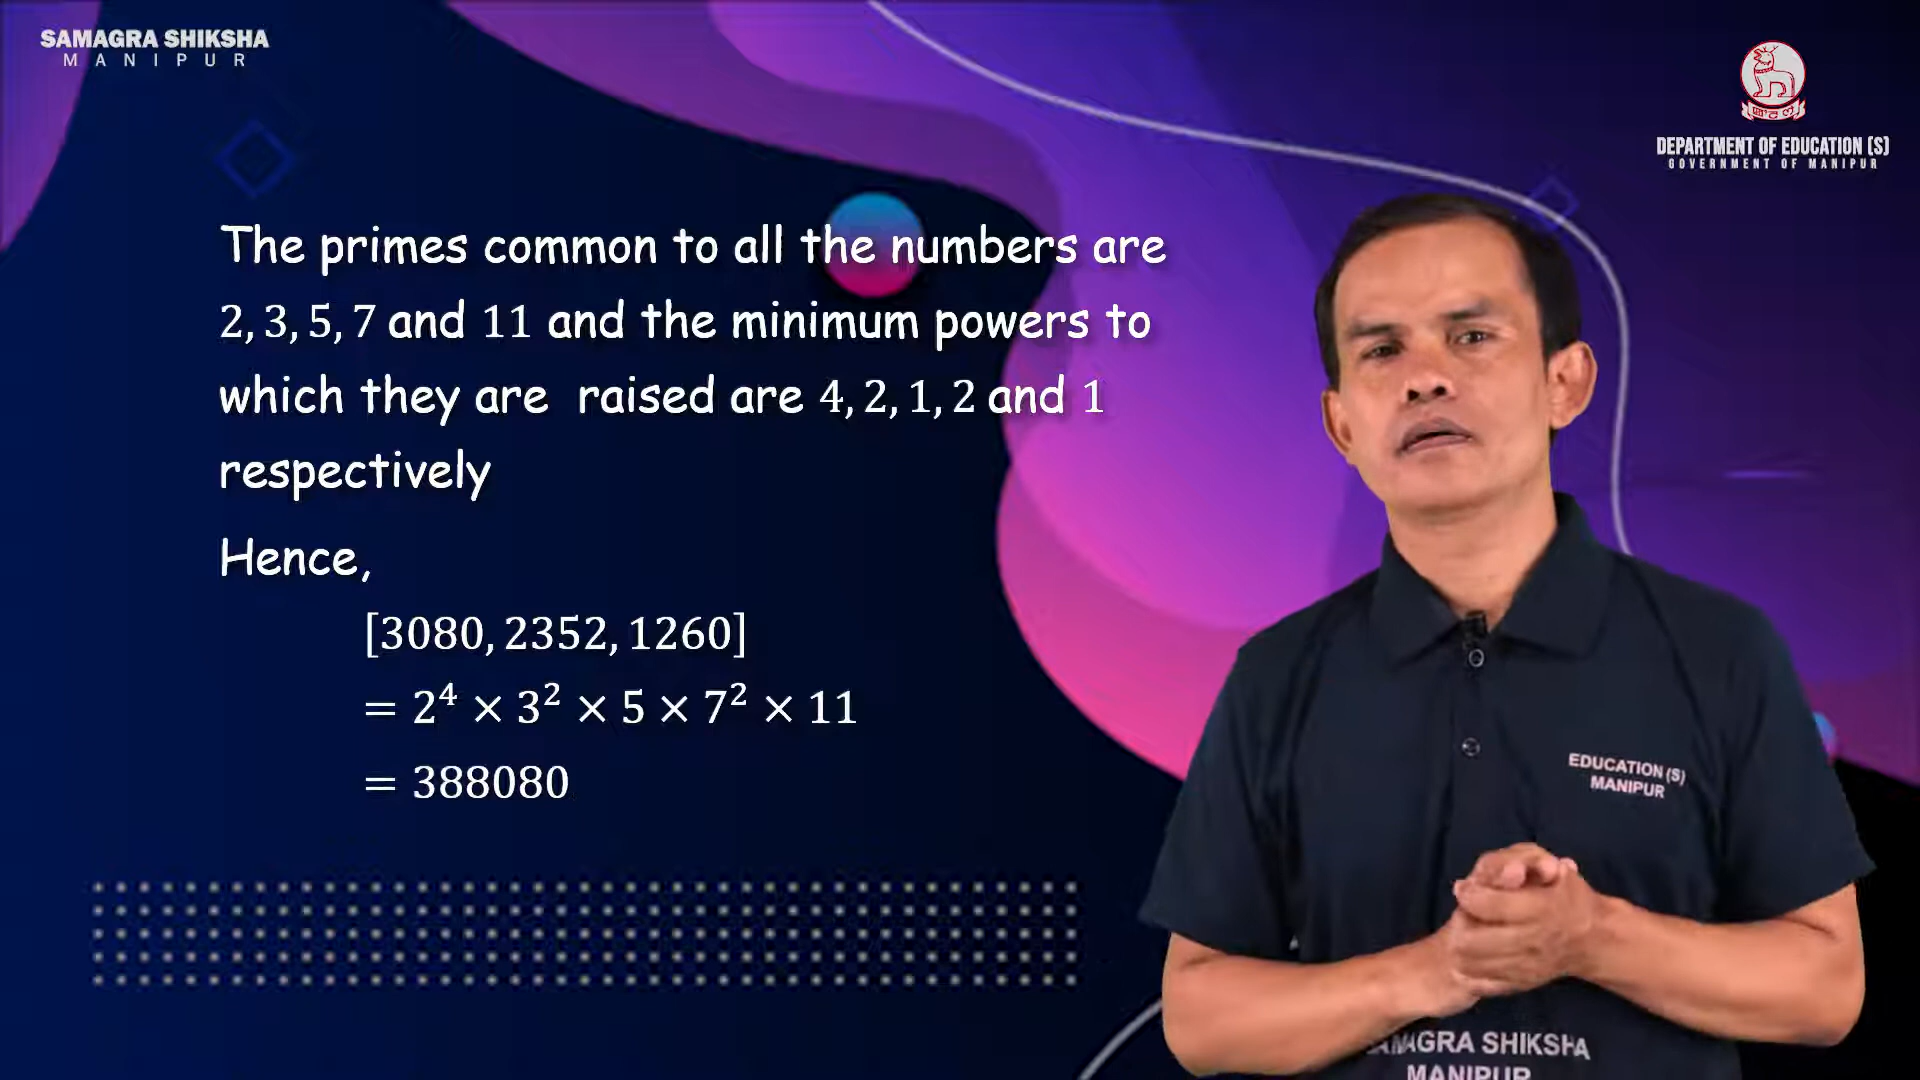 SAMAGRA SHIKSHA
MANIPUR
DEPARTMENT OF EDUCATION (S)
GOVERNMENT OF MANIPUR
The primes common to all the numbers are
2, 3, 5, 7 and 11 and the minimum powers to
which they are raised are 4, 2, 1, 2 and 1
respectively
Hence,
[3080, 2352, 1260]
= 2⁴ × 3² × 5 × 7² × 11
= 388080
EDUCATION (S)
MANIPUR
SHIKSHA
MANIPUR